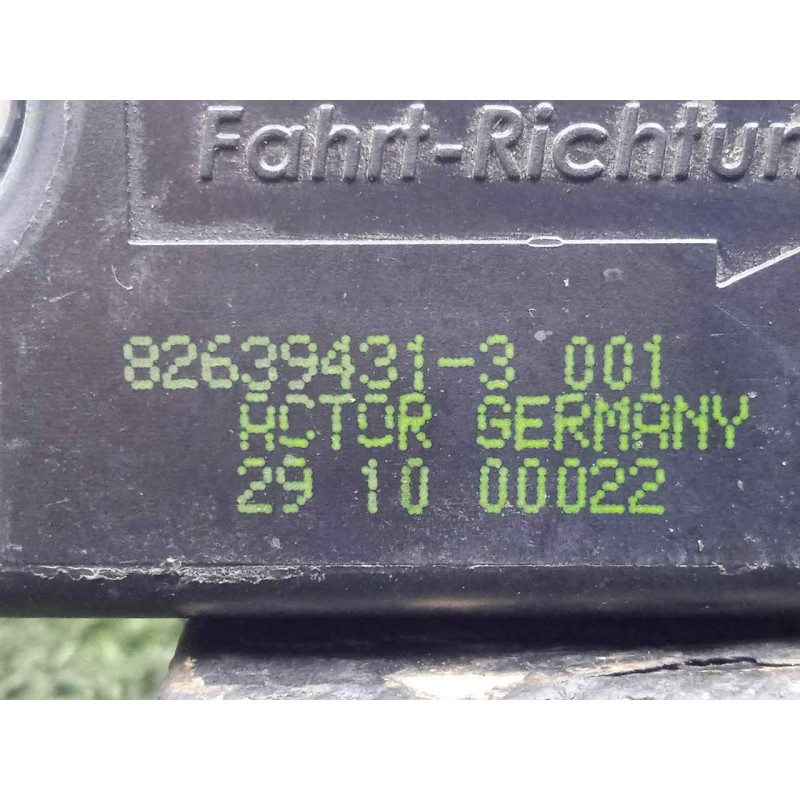 Fahrt-Richtun
82639431-3 001
ACTOR GERMANY
29 10 00022